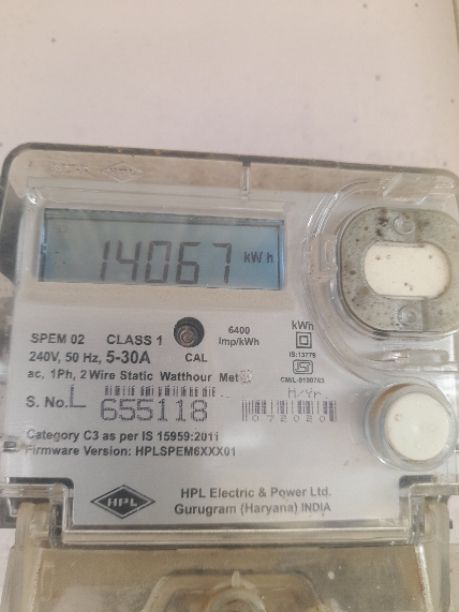 14067 kWh
SPEM 02 CLASS 1
6400 Imp/kWh
kWh
240V, 50 Hz, 5-30A
CAL
IS:13779
ac, 1Ph, 2 Wire Static Watthour
M/Yr
S. No. L 655118
072020
Category C3 as per IS 15959:2011
Firmware Version: HPLSPEM6XXX01
HPL
HPL Electric & Power Ltd.
Gurugram (Haryana) INDIA